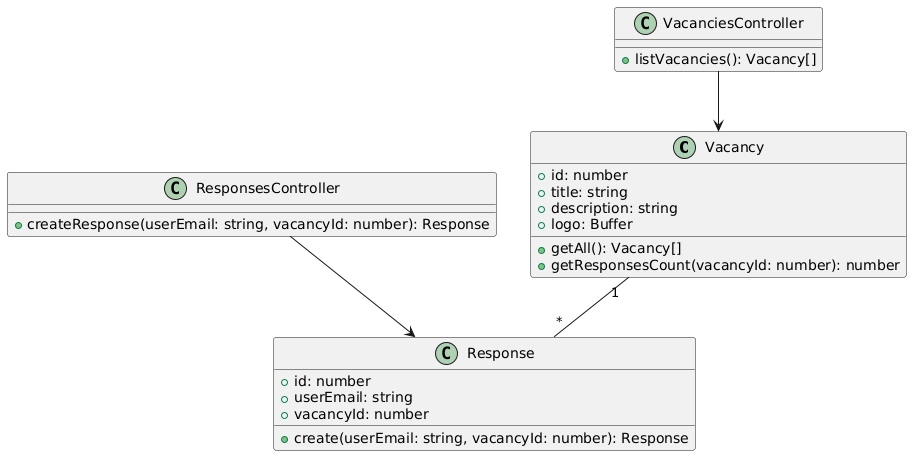 C VacanciesController
listVacancies(): Vacancy[]
C Vacancy
id: number
title: string
description: string
logo: Buffer
getAll(): Vacancy[]
getResponsesCount(vacancyId: number): number
C ResponsesController
createResponse(userEmail: string, vacancyId: number): Response
1
*
C Response
id: number
userEmail: string
vacancyId: number
create(userEmail: string, vacancyId: number): Response